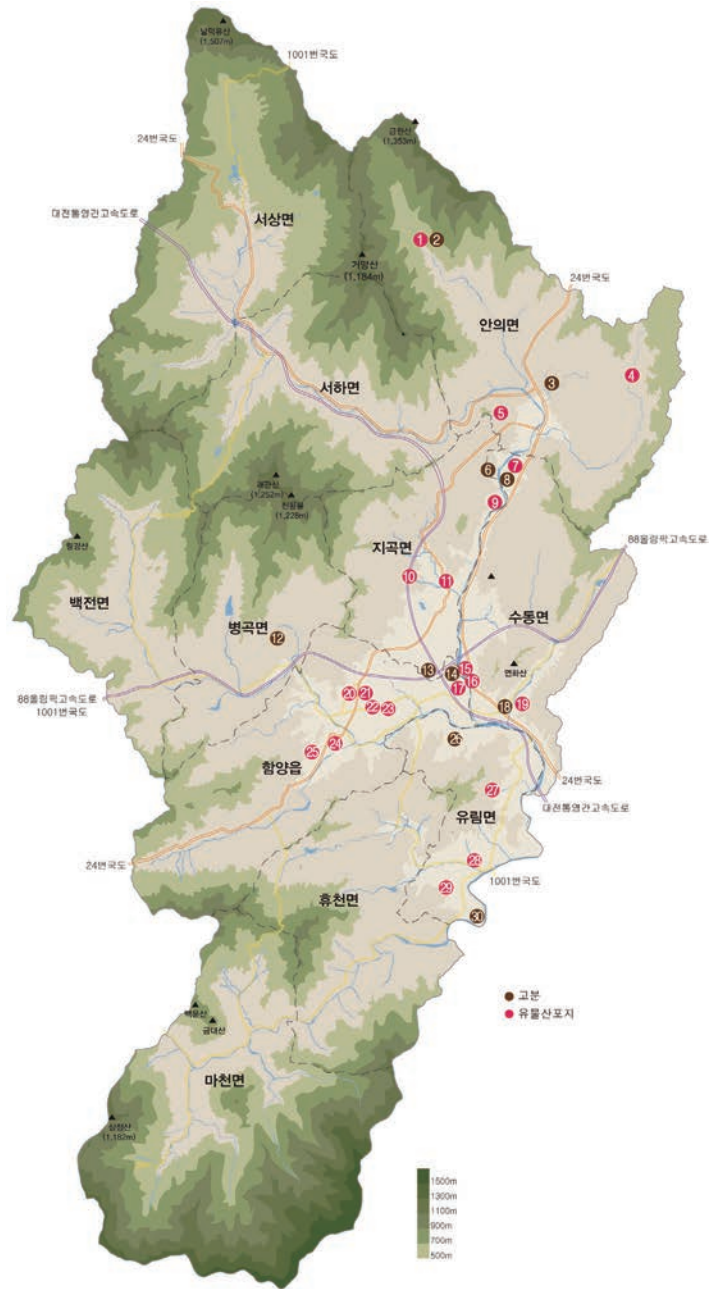 남덕유산
(1,507m)
1001번국도
금원산
(1,353m)
24번국도
대전통영간고속도로
서상면
1
2
거망산
(1,184m)
24번국도
안의면
3
4
서하면
5
6
7
8
(1,252m)
(1,228m)
9
88올림픽고속도로
지곡면
10
11
백전면
병곡면
수동면
12
13
14
15
16
17
연화산
18
19
88올림픽고속도로
1001번국도
20
21
22
23
24
25
26
함양읍
24번국도
27
대전통영간고속도로
유림면
24번국도
28
1001번국도
29
휴천면
30
고분
유물산포지
백운산
금대산
마천면
삼정산
(1,182m)
1500m
1300m
1100m
900m
700m
500m